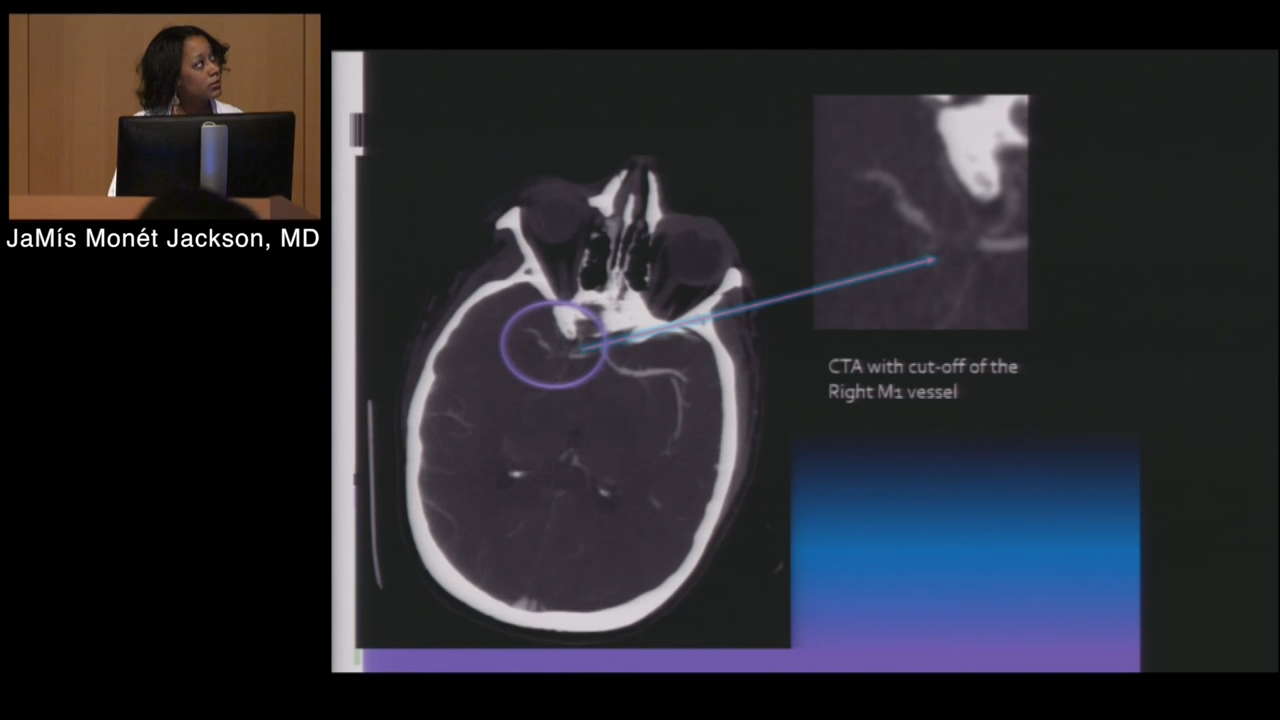 JaMís Monét Jackson, MD
CTA with cut-off of the
Right M1 vessel